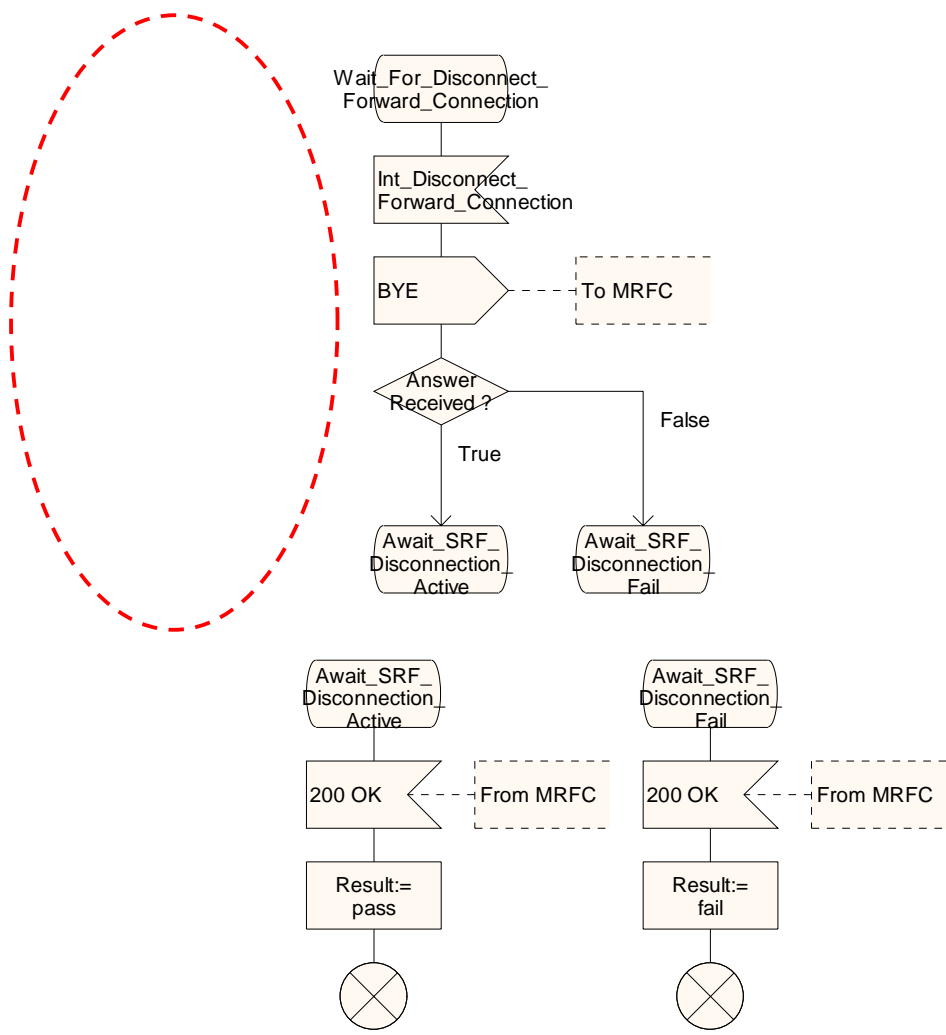 Wait_For_Disconnect_
Forward_Connection
Int_Disconnect_
Forward_Connection
BYE
To MRFC
Answer
Received ?
False
True
Await_SRF_
Disconnection_
Active
Await_SRF_
Disconnection_
Fail
Await_SRF_
Disconnection_
Active
Await_SRF_
Disconnection_
Fail
200 OK
From MRFC
200 OK
From MRFC
Result:=
pass
Result:=
fail